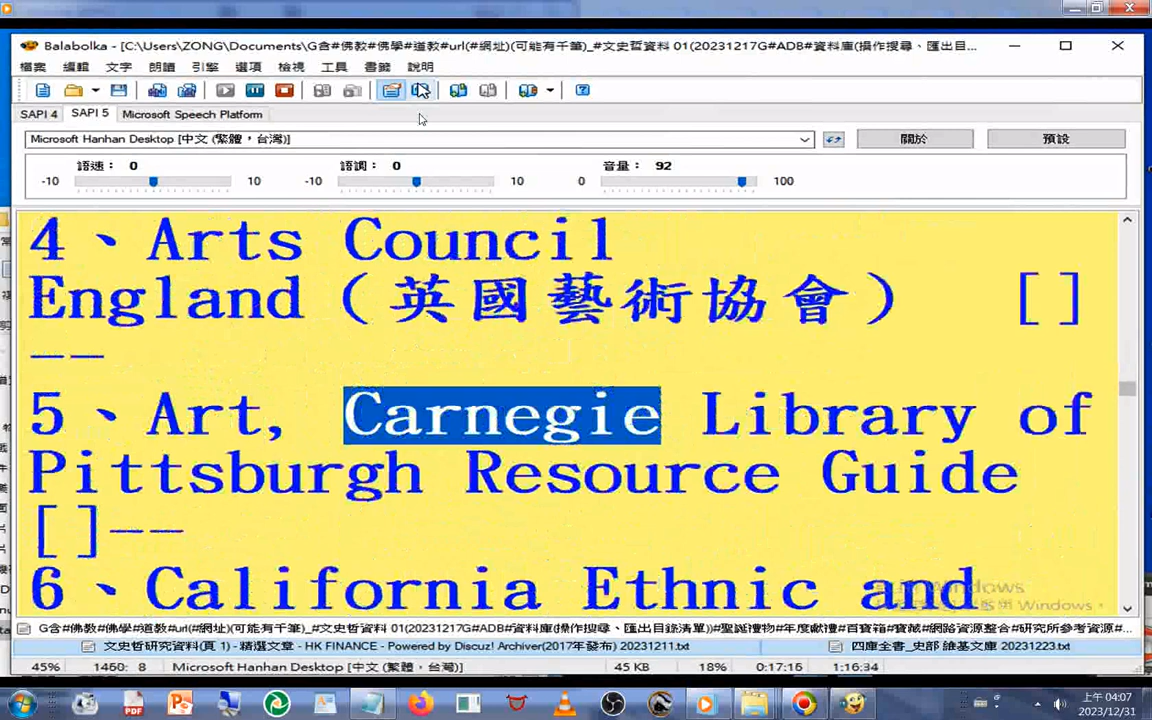 Balabolka - [C:\Users\ZONG\Documents\G含#佛教#佛學#道教#url(#網址)(可能有千筆)_#文史哲資料 01(20231217G#ADB#資料庫(操作搜尋、匯出目...
檔案 編輯 文字 朗讀 引擎 選項 檢視 工具 書籤 說明
SAPI 4 SAPI 5 Microsoft Speech Platform
Microsoft Hanhan Desktop [中文 (繁體，台灣)] 關於 預設
語速： 0 語調： 0 音量： 92
-10 10 -10 10 0 100
4、Arts Council
England（英國藝術協會） []
--
5、Art, Carnegie Library of
Pittsburgh Resource Guide
[]--
6、California Ethnic and
G含#佛教#佛學#道教#url(#網址)(可能有千筆)_#文史哲資料 01(20231217G#ADB#資料庫(操作搜尋、匯出目錄清單))#聖誕禮物#年度獻禮#百寶箱#寶藏#網路資源整合#研究所參考資源#...
文史哲研究資料(頁 1) - 精選文章 - HK FINANCE - Powered by Discuz! Archiver(2017年發布) 20231211.txt 四庫全書_史部 維基文庫 20231223.txt
45% 1460: 8 Microsoft Hanhan Desktop [中文 (繁體，台灣)] 45 KB 18% 0:17:16 1:16:34
上午 04:07
2023/12/31